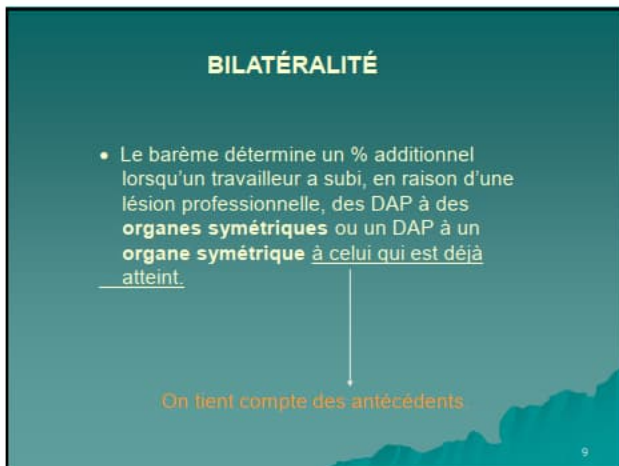 BILATÉRALITÉ
• Le barème détermine un % additionnel
lorsqu'un travailleur a subi, en raison d'une
lésion professionnelle, des DAP à des
organes symétriques ou un DAP à un
organe symétrique à celui qui est déjà
atteint.
On tient compte des antécédents
9